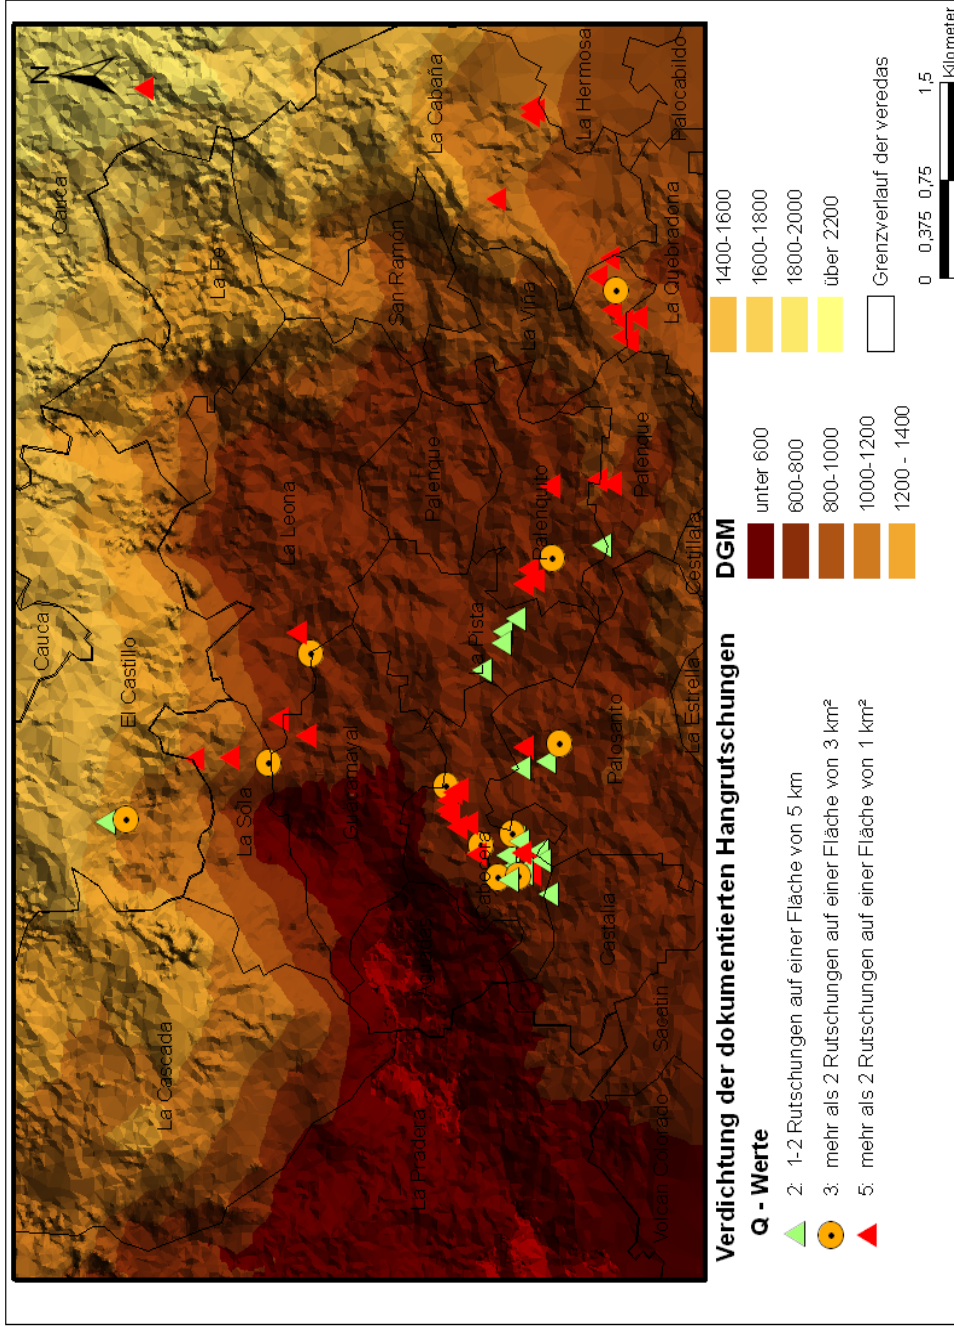 N
Cauca
Cauca
El Castillo
La Fe
La Cascada
La Sola
La Leona
San Ramon
La Cabaña
Guacamayal
Palenque
La Viña
La Hermosa
La Pradera
Cabecera
La Pista
Palenquito
La Quebradona
Palocabildo
Castalia
Palosanto
Palenque
Volcan Colorado
Sacatin
La Estrella
Verdichtung der dokumentierten Hangrutschungen
Q - Werte
2: 1-2 Rutschungen auf einer Fläche von 5 km
3: mehr als 2 Rutschungen auf einer Fläche von 3 km²
5: mehr als 2 Rutschungen auf einer Fläche von 1 km²
DGM
unter 600
600-800
800-1000
1000-1200
1200 - 1400
1400-1600
1600-1800
1800-2000
über 2200
Grenzverlauf der veredas
0 0,375 0,75 1,5
Kilometer